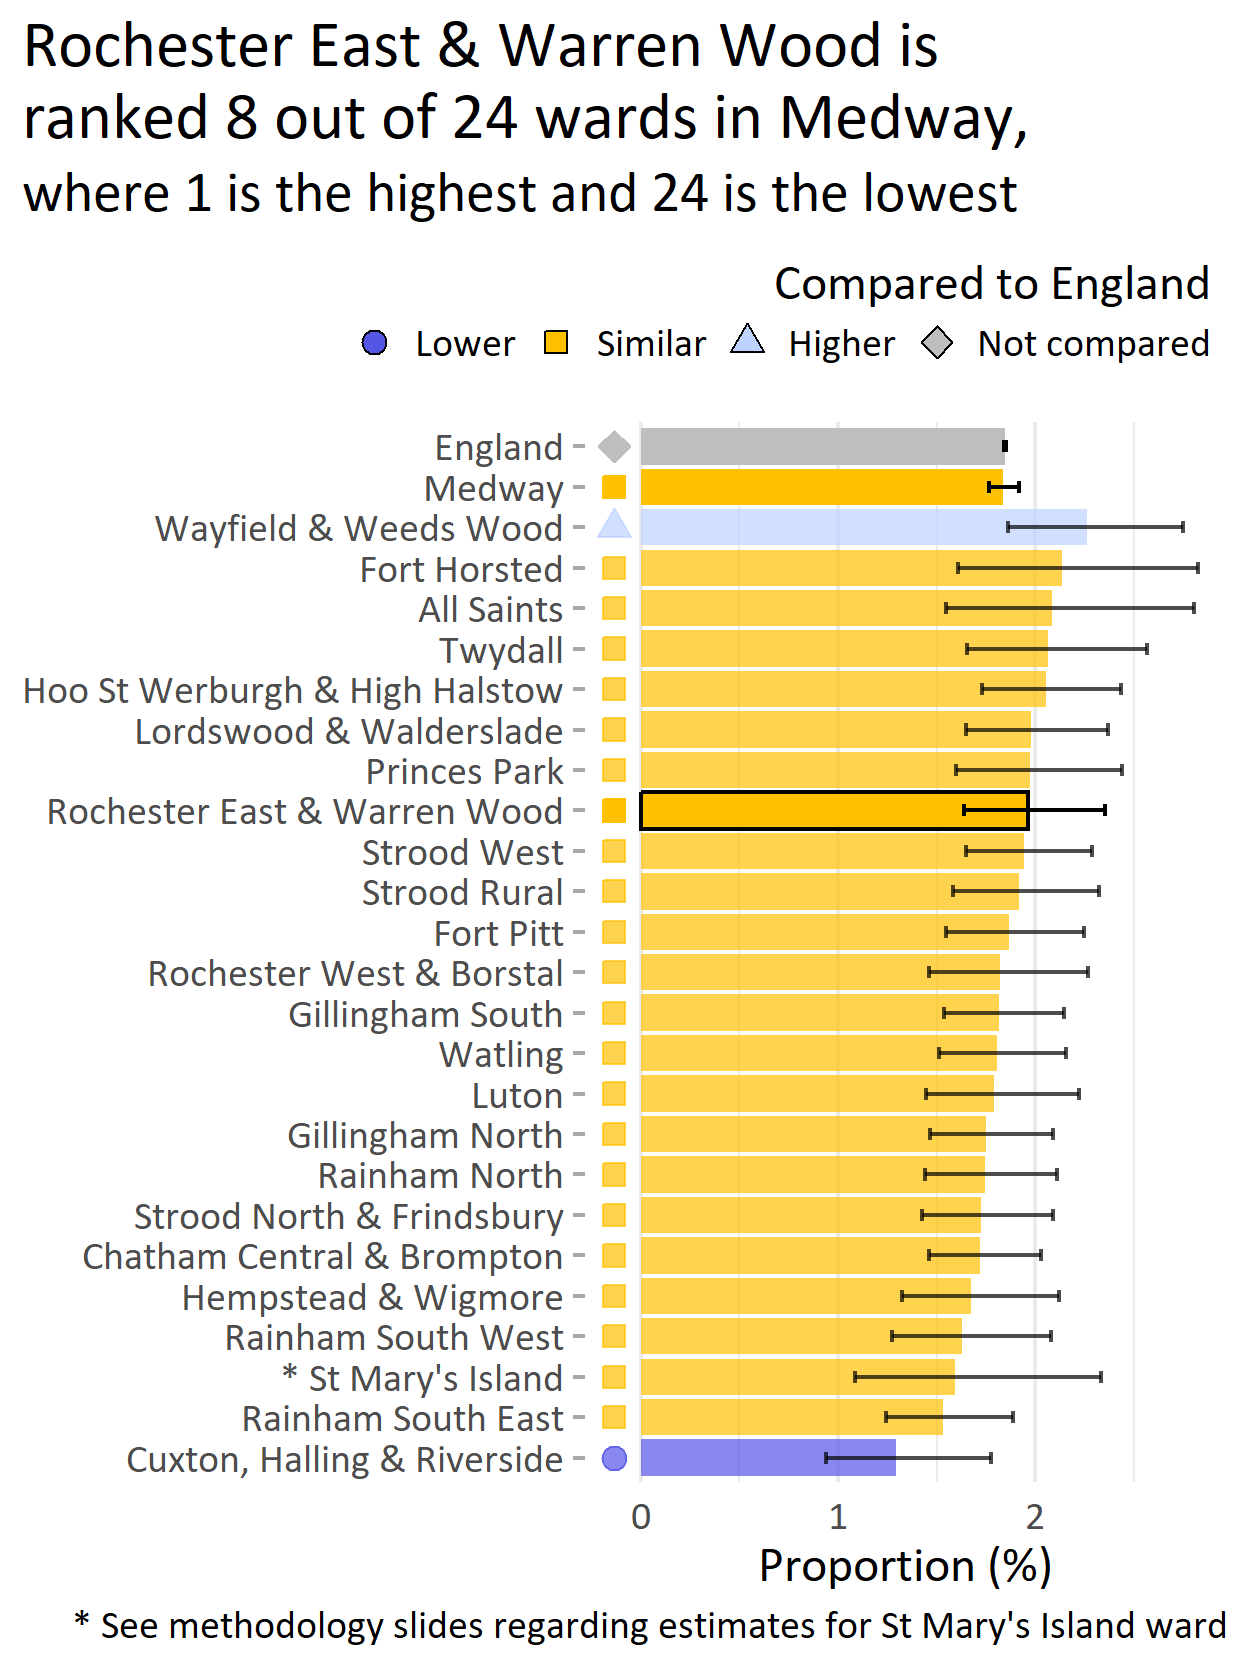 Rochester East & Warren Wood is
ranked 8 out of 24 wards in Medway,
where 1 is the highest and 24 is the lowest
Compared to England
Lower Similar Higher Not compared
England
Medway
Wayfield & Weeds Wood
Fort Horsted
All Saints
Twydall
Hoo St Werburgh & High Halstow
Lordswood & Walderslade
Princes Park
Rochester East & Warren Wood
Strood West
Strood Rural
Fort Pitt
Rochester West & Borstal
Gillingham South
Watling
Luton
Gillingham North
Rainham North
Strood North & Frindsbury
Chatham Central & Brompton
Hempstead & Wigmore
Rainham South West
* St Mary's Island
Rainham South East
Cuxton, Halling & Riverside
0 1 2
Proportion (%)
* See methodology slides regarding estimates for St Mary's Island ward